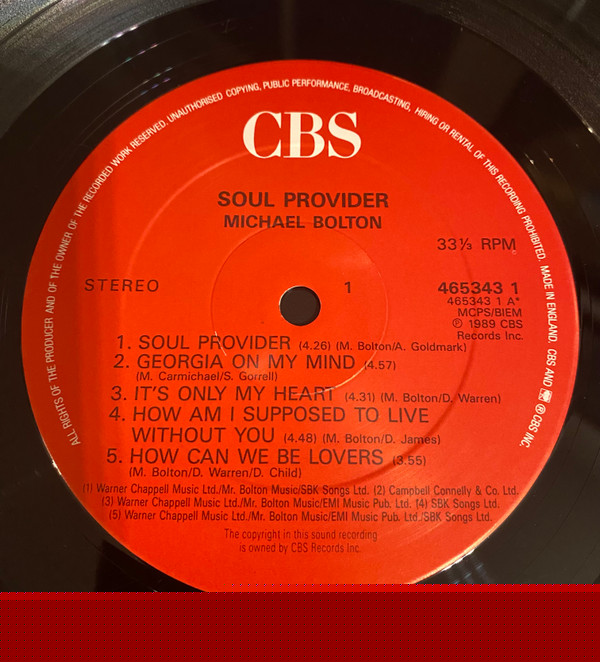 ALL RIGHTS OF THE PRODUCER AND OF THE OWNER OF THE RECORDED WORK RESERVED. UNAUTHORISED COPYING, PUBLIC PERFORMANCE, BROADCASTING, HIRING OR RENTAL OF THIS RECORDING PROHIBITED. MADE IN ENGLAND. CBS AND ® CBS INC.
CBS
SOUL PROVIDER
MICHAEL BOLTON
33⅓ RPM
STEREO
1
465343 1
465343 1 A*
MCPS/BIEM
℗ 1989 CBS
Records Inc.
1. SOUL PROVIDER (4.26) (M. Bolton/A. Goldmark)
2. GEORGIA ON MY MIND (4.57)
(M. Carmichael/S. Gorrell)
3. IT'S ONLY MY HEART (4.31) (M. Bolton/D. Warren)
4. HOW AM I SUPPOSED TO LIVE
WITHOUT YOU (4.48) (M. Bolton/D. James)
5. HOW CAN WE BE LOVERS (3.55)
(M. Bolton/D. Warren/D. Child)
(1) Warner Chappell Music Ltd./Mr. Bolton Music/SBK Songs Ltd. (2) Campbell Connelly & Co. Ltd.
(3) Warner Chappell Music Ltd./Mr. Bolton Music/EMI Music Pub. Ltd. (4) SBK Songs Ltd.
(5) Warner Chappell Music Ltd./Mr. Bolton Music/EMI Music Pub. Ltd./SBK Songs Ltd.
The copyright in this sound recording
is owned by CBS Records Inc.